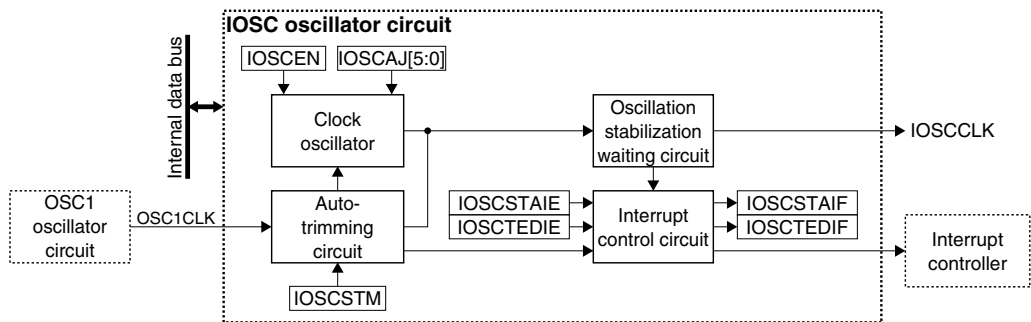 IOSC oscillator circuit
Internal data bus
IOSCEN
IOSCAJ[5:0]
Clock
oscillator
Oscillation
stabilization
waiting circuit
IOSCCLK
OSC1
oscillator
circuit
OSC1CLK
Auto-
trimming
circuit
IOSCSTAIE
IOSCTEDIE
Interrupt
control circuit
IOSCSTAIF
IOSCTEDIF
Interrupt
controller
IOSCSTM